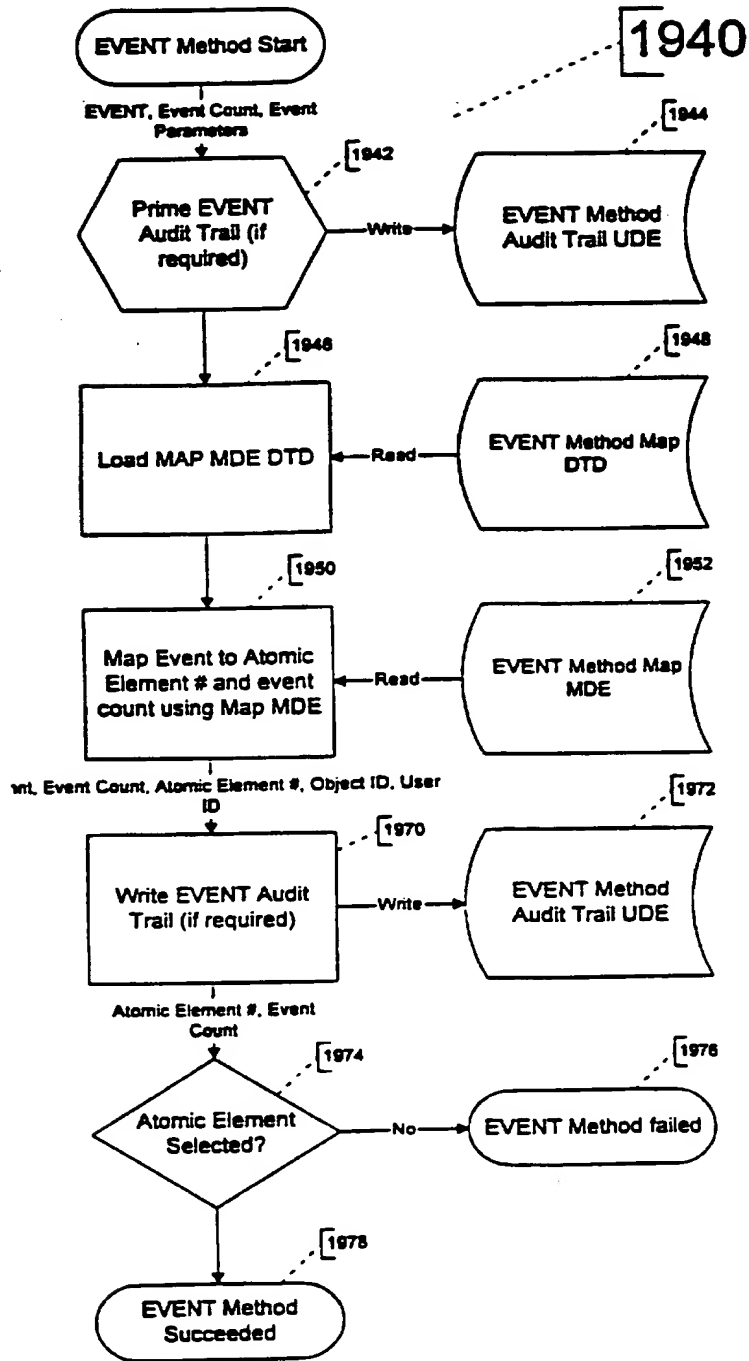 EVENT Method Start
1940
EVENT, Event Count, Event
Parameters
1942
1944
Prime EVENT
Audit Trail (if
required)
Write
EVENT Method
Audit Trail UDE
1946
1948
Load MAP MDE DTD
Read
EVENT Method Map
DTD
1950
1952
Map Event to Atomic
Element # and event
count using Map MDE
Read
EVENT Method Map
MDE
Event Count, Atomic Element #, Object ID, User
ID
1970
1972
Write EVENT Audit
Trail (if required)
Write
EVENT Method
Audit Trail UDE
Atomic Element #, Event
Count
1974
1976
Atomic Element
Selected?
No
EVENT Method failed
1978
EVENT Method
Succeeded